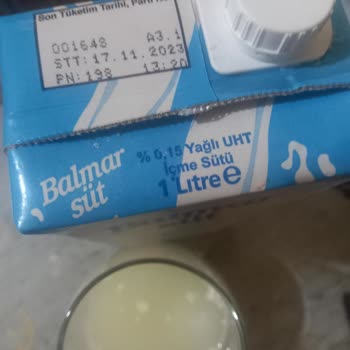 Son Tüketim Tarihi, Parti
001648 A3.1
STT:17.11.2023
PN:198 13:20
Balmar
süt
% 0.15 Yağlı UHT
İçme Sütü
1 Litre e